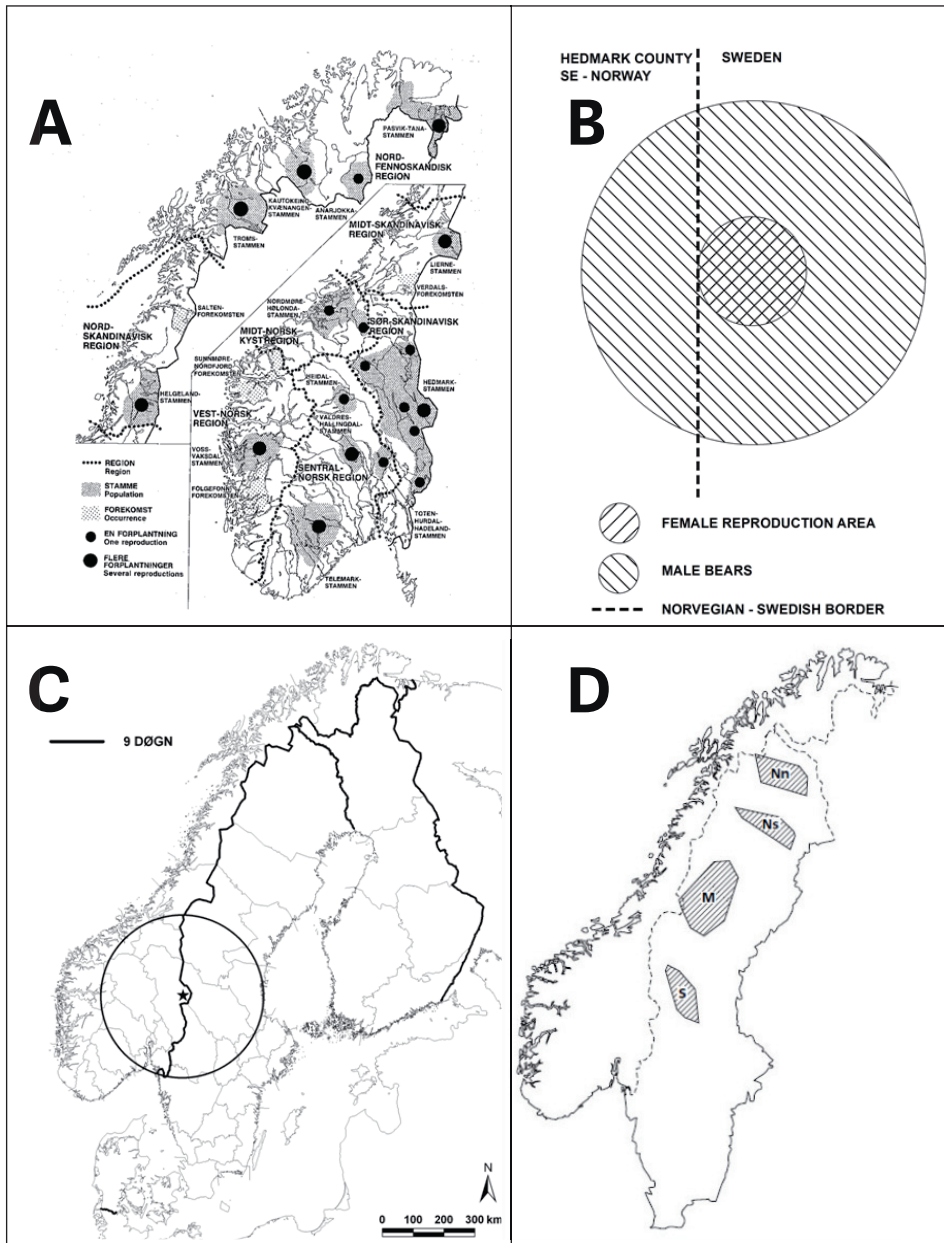 A
PASVIK-TANA-
STAMMEN
NORD-
FENNOSKANDISK
REGION
KAUTOKEINO-
KVÆNANGEN-
STAMMEN
ANARJOKKA-
STAMMEN
TROMS-
STAMMEN
MIDT-SKANDINAVISK
REGION
LIERNE-
STAMMEN
VERDALS-
FOREKOMSTEN
SALTEN-
FOREKOMSTEN
NORDMØRE-
HØLONDA-
STAMMEN
SØR-SKANDINAVISK
REGION
NORD-
SKANDINAVISK
REGION
MIDT-NORSK
KYSTREGION
SUNNMØRE-
NORDFJORD
FOREKOMSTEN
HEIDAL-
STAMMEN
HEDMARK-
STAMMEN
HELGELAND-
STAMMEN
VEST-NORSK
REGION
VALDRES-
HALLINGDAL-
STAMMEN
VOSS-
VAKSDAL-
STAMMEN
SENTRAL-
NORSK REGION
FOLGEFONN-
FOREKOMSTEN
TOTEN-
HURDAL-
HADELAND-
STAMMEN
TELEMARK-
STAMMEN
REGION
Region
STAMME
Population
FOREKOMST
Occurrence
EN FORPLANTNING
One reproduction
FLERE
FORPLANTNINGER
Several reproductions
B
HEDMARK COUNTY
SE - NORWAY
SWEDEN
FEMALE REPRODUCTION AREA
MALE BEARS
NORVEGIAN - SWEDISH BORDER
C
9 DØGN
N
0 100 200 300 km
D
Nn
Ns
M
S